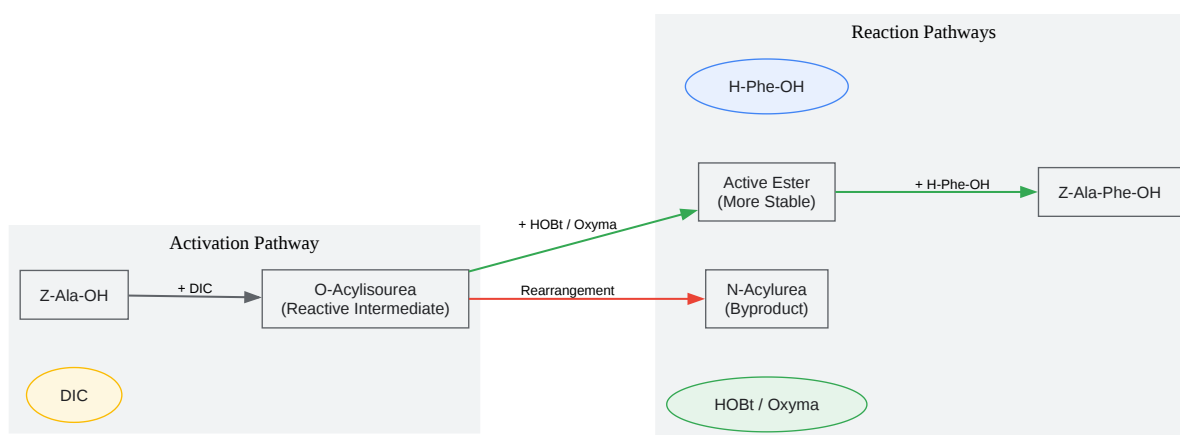 Reaction Pathways
H-Phe-OH
Active Ester
(More Stable)
+ H-Phe-OH
Z-Ala-Phe-OH
+ HOBt / Oxyma
Activation Pathway
Z-Ala-OH
+ DIC
O-Acylisourea
(Reactive Intermediate)
Rearrangement
N-Acylurea
(Byproduct)
DIC
HOBt / Oxyma